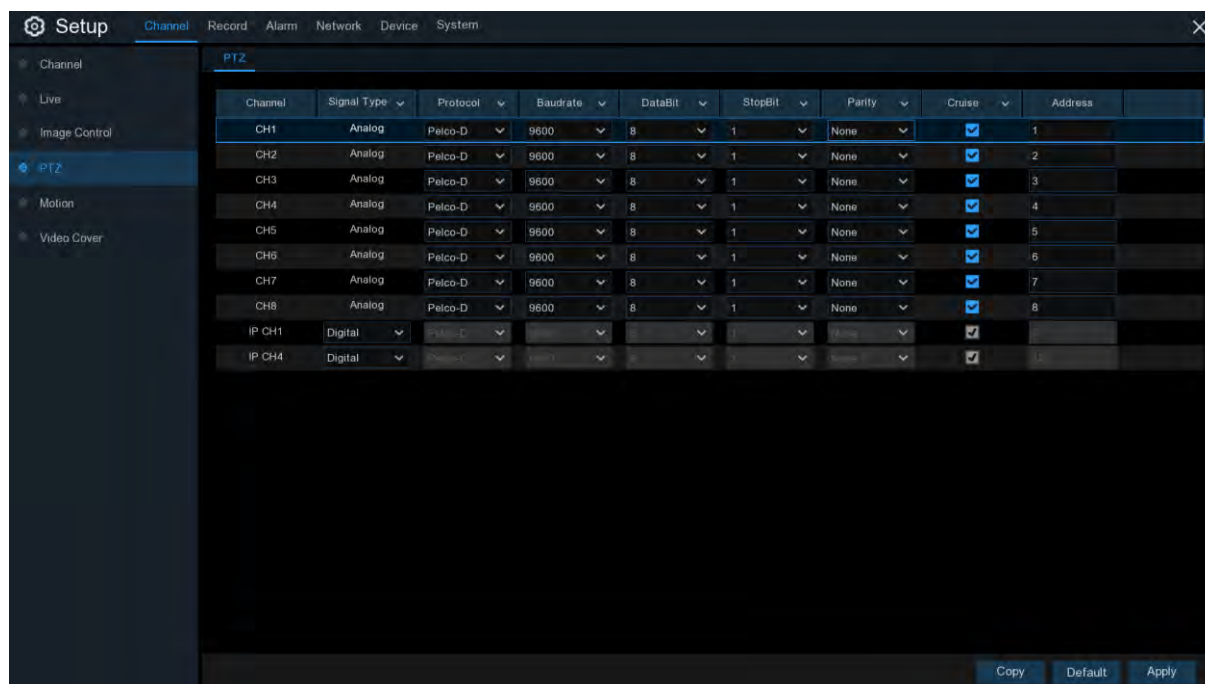 Setup Channel Record Alarm Network Device System
Channel
Live
Image Control
PTZ
Motion
Video Cover
PTZ
Channel Signal Type Protocol Baudrate DataBit StopBit Parity Cruise Address
CH1 Analog Pelco-D 9600 8 1 None 1
CH2 Analog Pelco-D 9600 8 1 None 2
CH3 Analog Pelco-D 9600 8 1 None 3
CH4 Analog Pelco-D 9600 8 1 None 4
CH5 Analog Pelco-D 9600 8 1 None 5
CH6 Analog Pelco-D 9600 8 1 None 6
CH7 Analog Pelco-D 9600 8 1 None 7
CH8 Analog Pelco-D 9600 8 1 None 8
IP CH1 Digital
IP CH4 Digital
Copy Default Apply